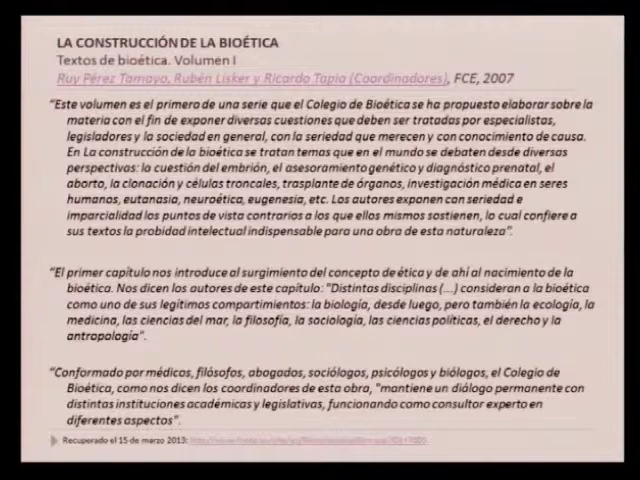 LA CONSTRUCCIÓN DE LA BIOÉTICA
Textos de bioética. Volumen I
Ruy Pérez Tamayo, Rubén Lisker y Ricardo Tapia (Coordinadores), FCE, 2007
“Este volumen es el primero de una serie que el Colegio de Bioética se ha propuesto elaborar sobre la
materia con el fin de exponer diversas cuestiones que deben ser tratadas por especialistas,
legisladores y la sociedad en general, con la seriedad que merecen y con conocimiento de causa.
En La construcción de la bioética se tratan temas que en el mundo se debaten desde diversas
perspectivas: la cuestión del embrión, el asesoramiento genético y diagnóstico prenatal, el
aborto, la clonación y células troncales, trasplante de órganos, investigación médica en seres
humanos, eutanasia, neuroética, eugenesia, etc. Los autores exponen con seriedad e
imparcialidad los puntos de vista contrarios a los que ellos mismos sostienen, lo cual confiere a
sus textos la probidad intelectual indispensable para una obra de esta naturaleza”.
“El primer capítulo nos introduce al surgimiento del concepto de ética y de ahí al nacimiento de la
bioética. Nos dicen los autores de este capítulo: "Distintas disciplinas (...) consideran a la bioética
como uno de sus legítimos compartimientos: la biología, desde luego, pero también la ecología, la
medicina, las ciencias del mar, la filosofía, la sociología, las ciencias políticas, el derecho y la
antropología”.
“Conformado por médicos, filósofos, abogados, sociólogos, psicólogos y biólogos, el Colegio de
Bioética, como nos dicen los coordinadores de esta obra, "mantiene un diálogo permanente con
distintas instituciones académicas y legislativas, funcionando como consultor experto en
diferentes aspectos”.
Recuperado el 15 de marzo 2013: